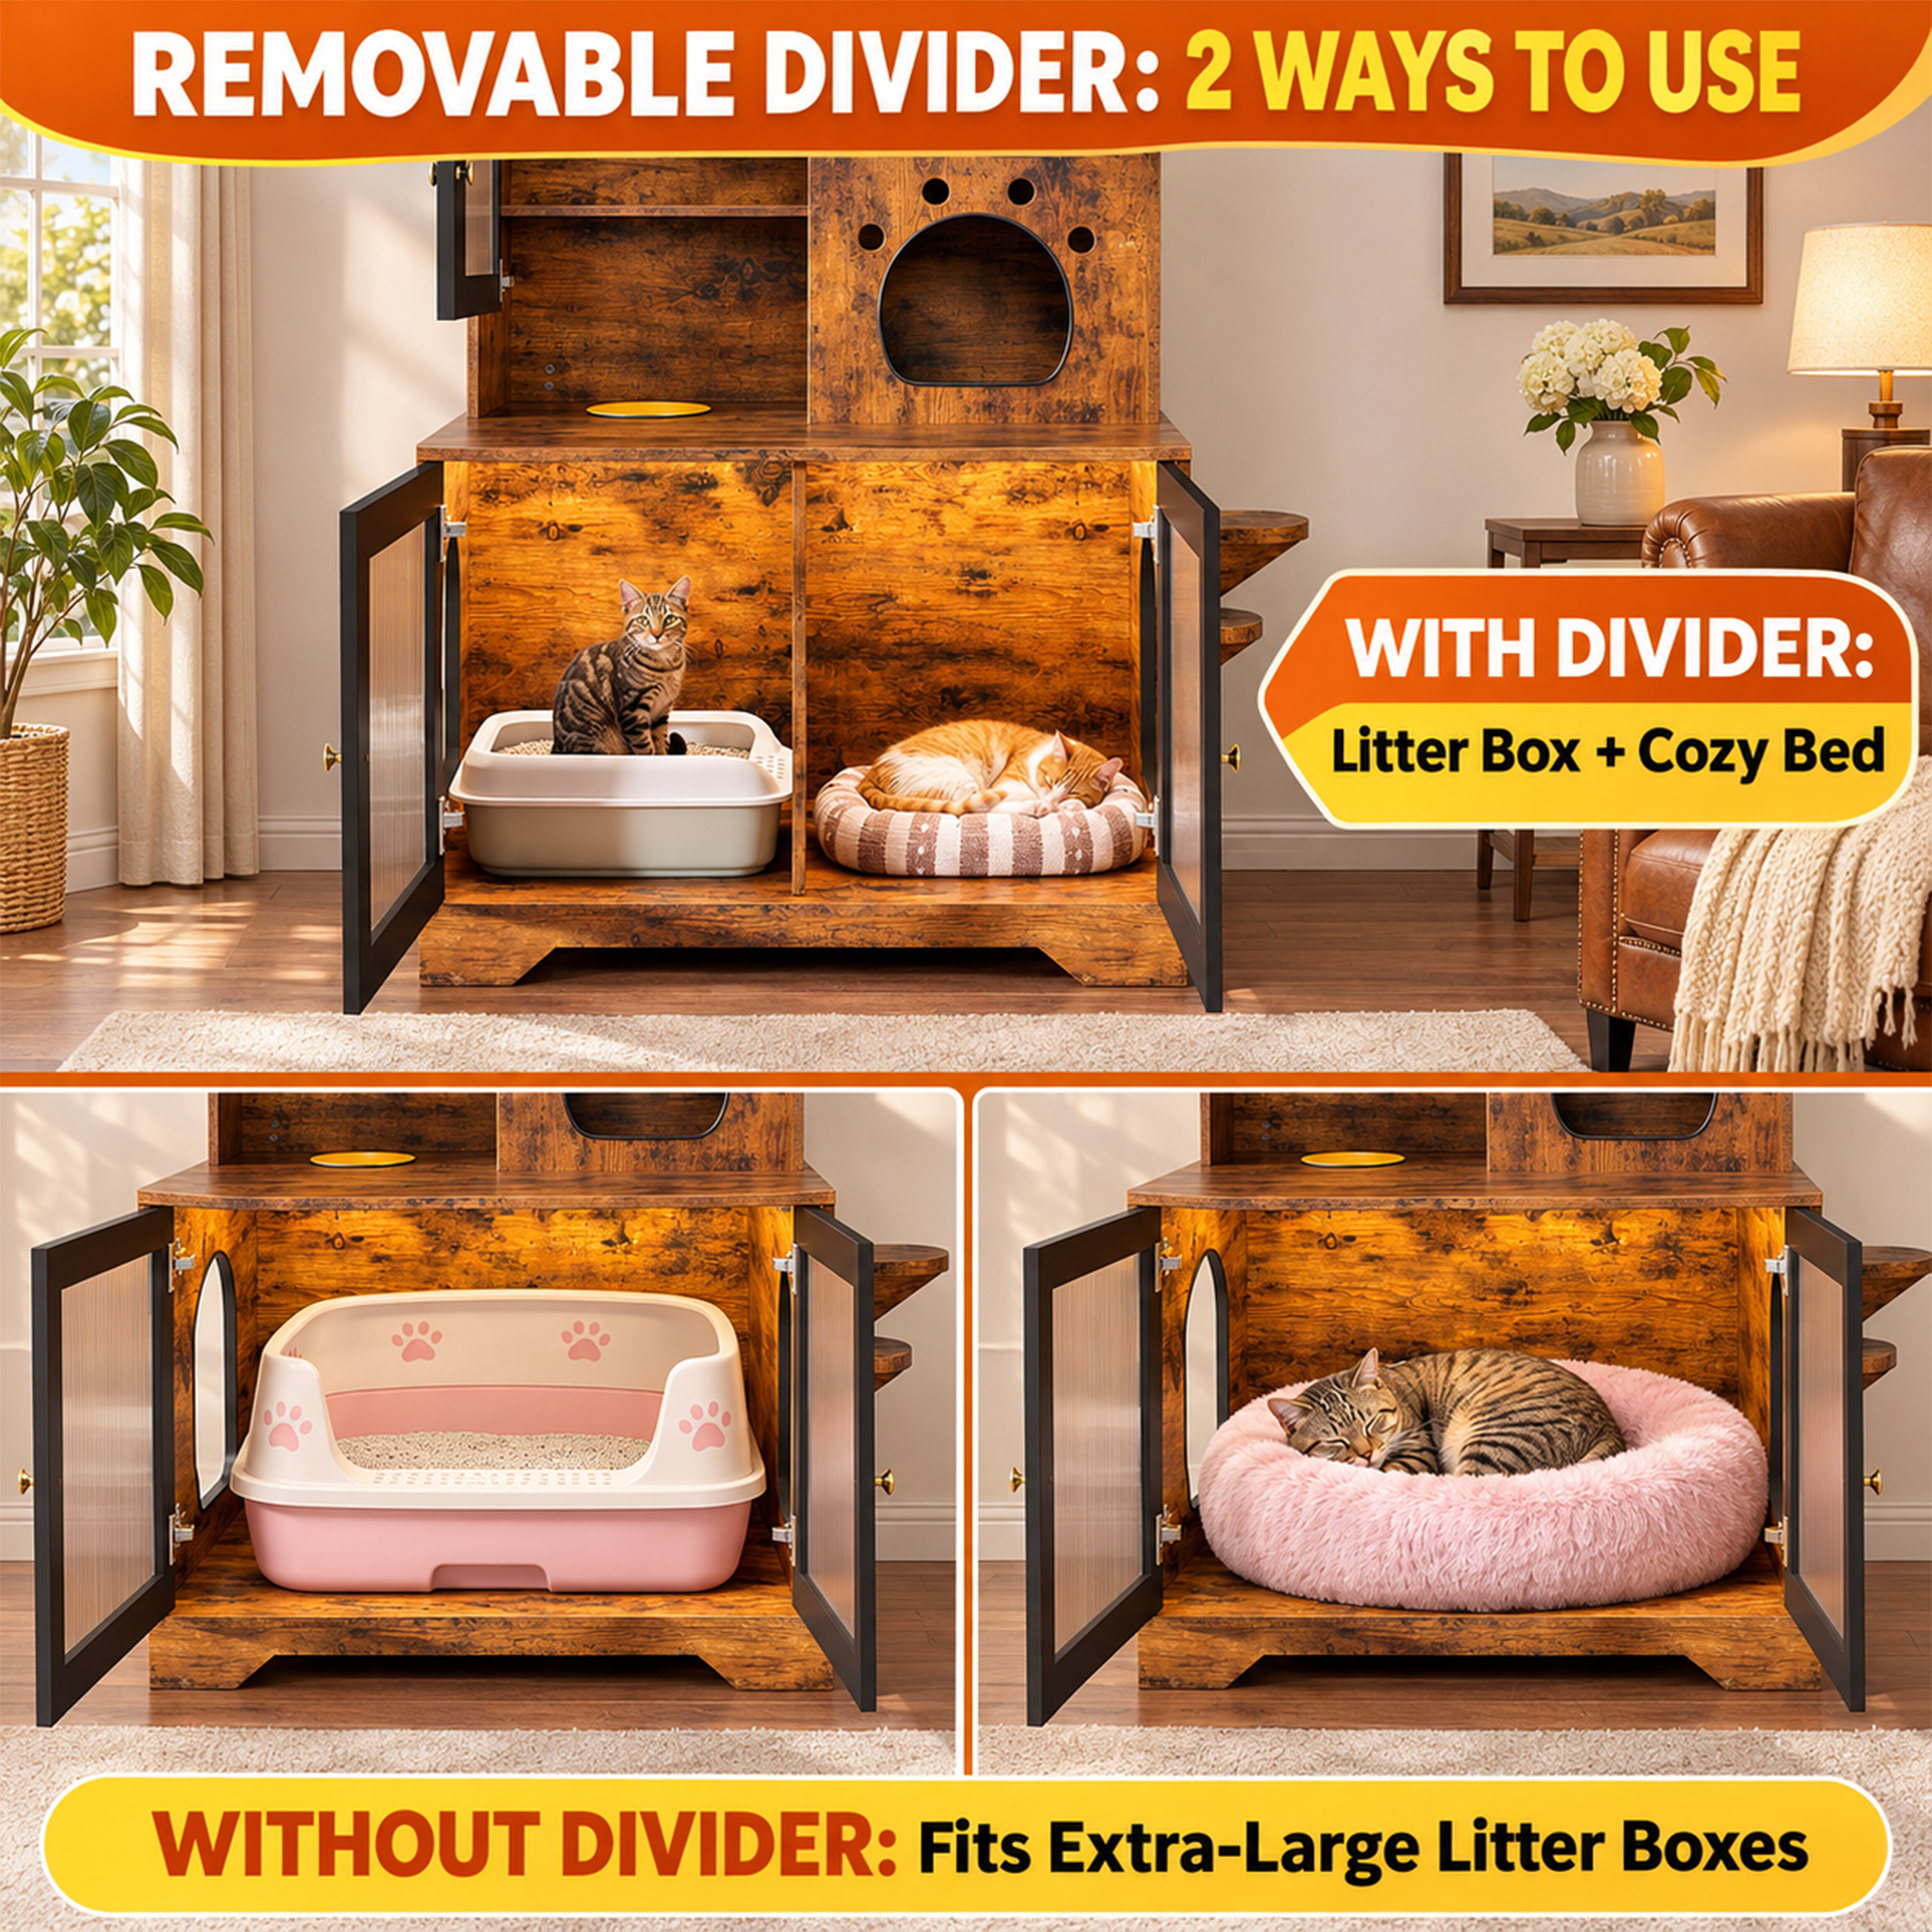 REMOVABLE DIVIDER: 2 WAYS TO USE
WITH DIVIDER:
Litter Box + Cozy Bed
WITHOUT DIVIDER: Fits Extra-Large Litter Boxes